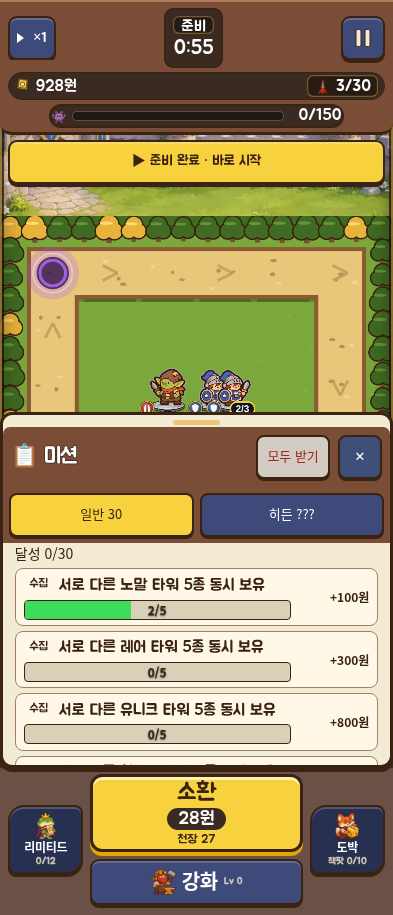 ×1
준비
0:55
928원
3/30
0/150
▶ 준비 완료 · 바로 시작
2/3
미션
모두 받기
×
일반 30
히든 ???
달성 0/30
수집 서로 다른 노말 타워 5종 동시 보유
+100원
2/5
수집 서로 다른 레어 타워 5종 동시 보유
+300원
0/5
수집 서로 다른 유니크 타워 5종 동시 보유
+800원
0/5
소환
28원
천장 27
리미티드
0/12
도박
잭팟 0/10
강화 Lv 0